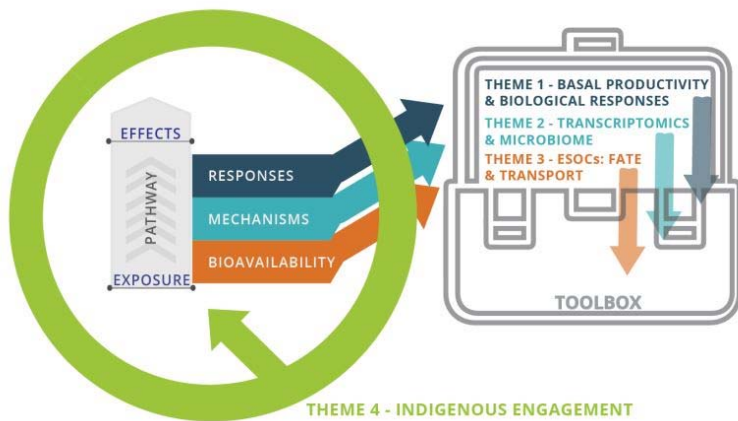 EFFECTS
PATHWAY
EXPOSURE
RESPONSES
MECHANISMS
BIOAVAILABILITY
THEME 1 - BASAL PRODUCTIVITY
& BIOLOGICAL RESPONSES
THEME 2 - TRANSCRIPTOMICS
& MICROBIOME
THEME 3 - ESOCs: FATE
& TRANSPORT
TOOLBOX
THEME 4 - INDIGENOUS ENGAGEMENT